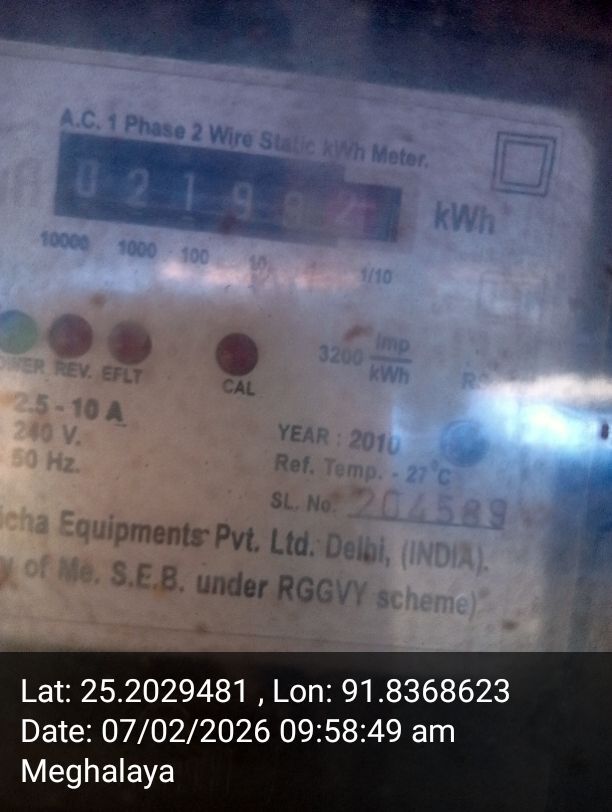 A.C. 1 Phase 2 Wire Static kWh Meter.
0 2 1 9 8 2 kWh
10000 1000 100 10 1/10
3200 Imp/kWh
REV. EFLT CAL
2.5 - 10 A
240 V.
50 Hz.
YEAR : 2010
Ref. Temp. - 27°C
SL. No. 204589
Equipments Pvt. Ltd. Delhi, (INDIA).
of Me. S.E.B. under RGGVY scheme)
Lat: 25.2029481 , Lon: 91.8368623
Date: 07/02/2026 09:58:49 am
Meghalaya